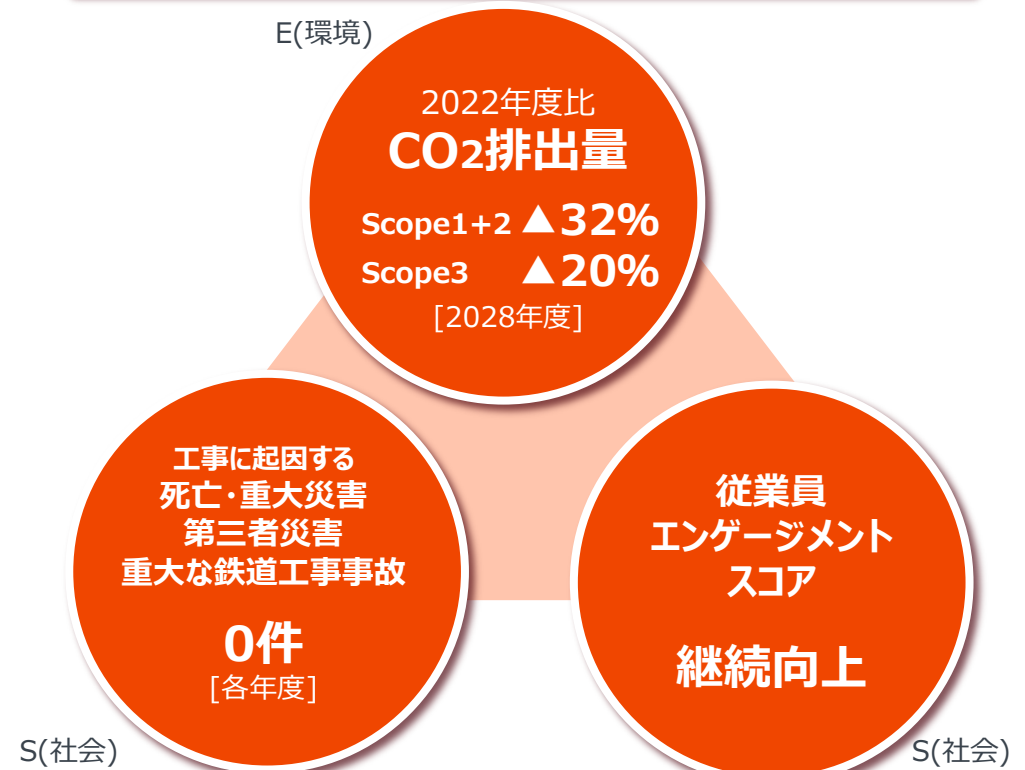 E(環境)
2022年度比
CO2排出量
Scope1+2 ▲32%
Scope3 ▲20%
[2028年度]
工事に起因する
死亡・重大災害
第三者災害
重大な鉄道工事事故
0件
[各年度]
S(社会)
従業員
エンゲージメント
スコア
継続向上
S(社会)